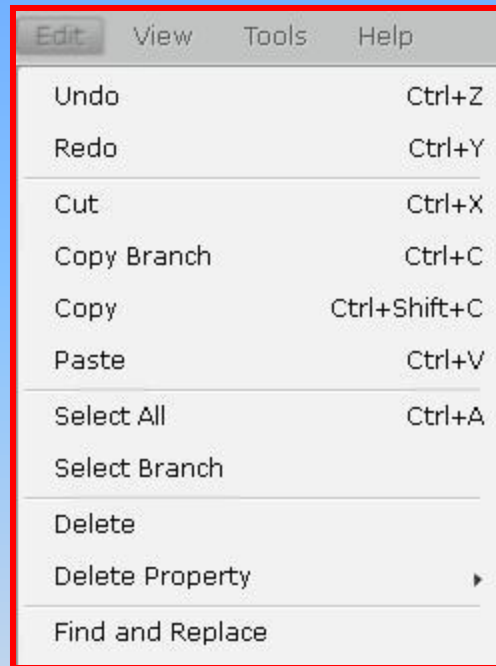 Edit View Tools Help
Undo Ctrl+Z
Redo Ctrl+Y
Cut Ctrl+X
Copy Branch Ctrl+C
Copy Ctrl+Shift+C
Paste Ctrl+V
Select All Ctrl+A
Select Branch
Delete
Delete Property
Find and Replace